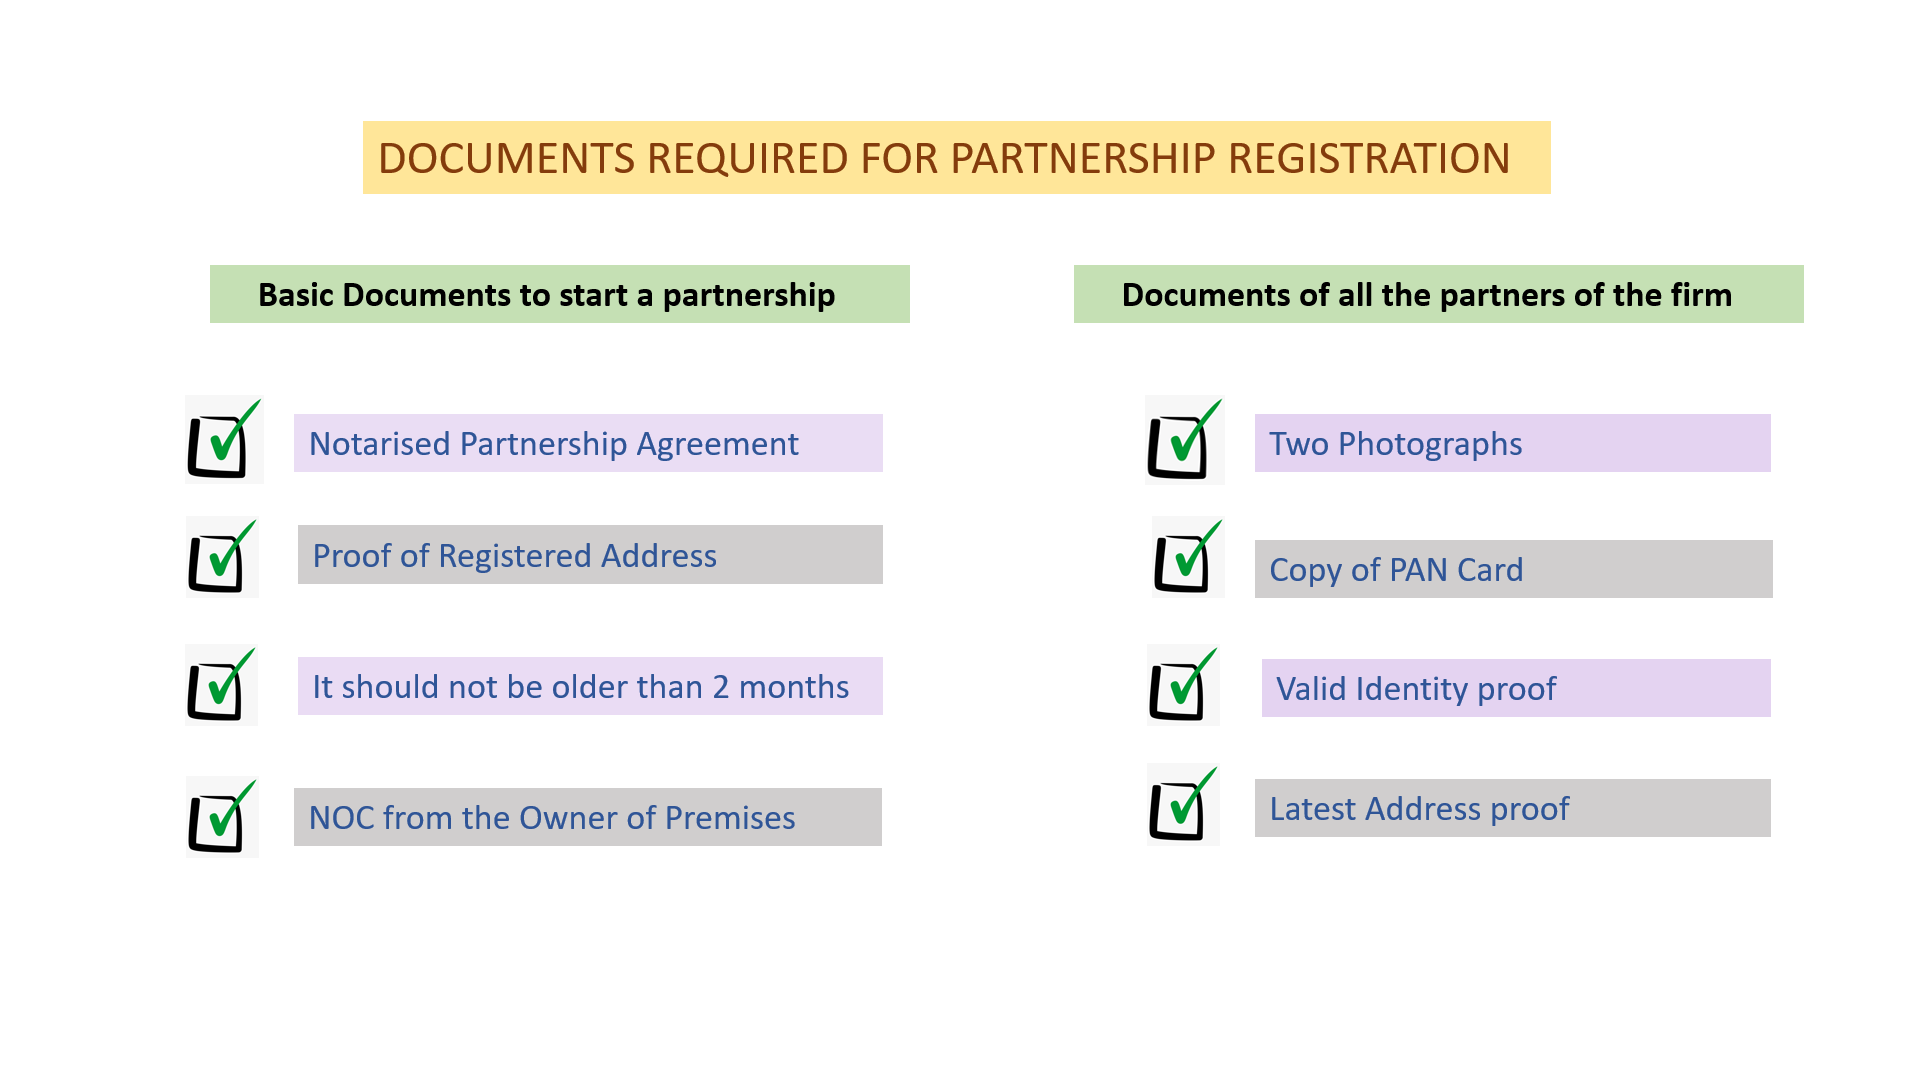 DOCUMENTS REQUIRED FOR PARTNERSHIP REGISTRATION
Basic Documents to start a partnership
Notarised Partnership Agreement
Proof of Registered Address
It should not be older than 2 months
NOC from the Owner of Premises
Documents of all the partners of the firm
Two Photographs
Copy of PAN Card
Valid Identity proof
Latest Address proof